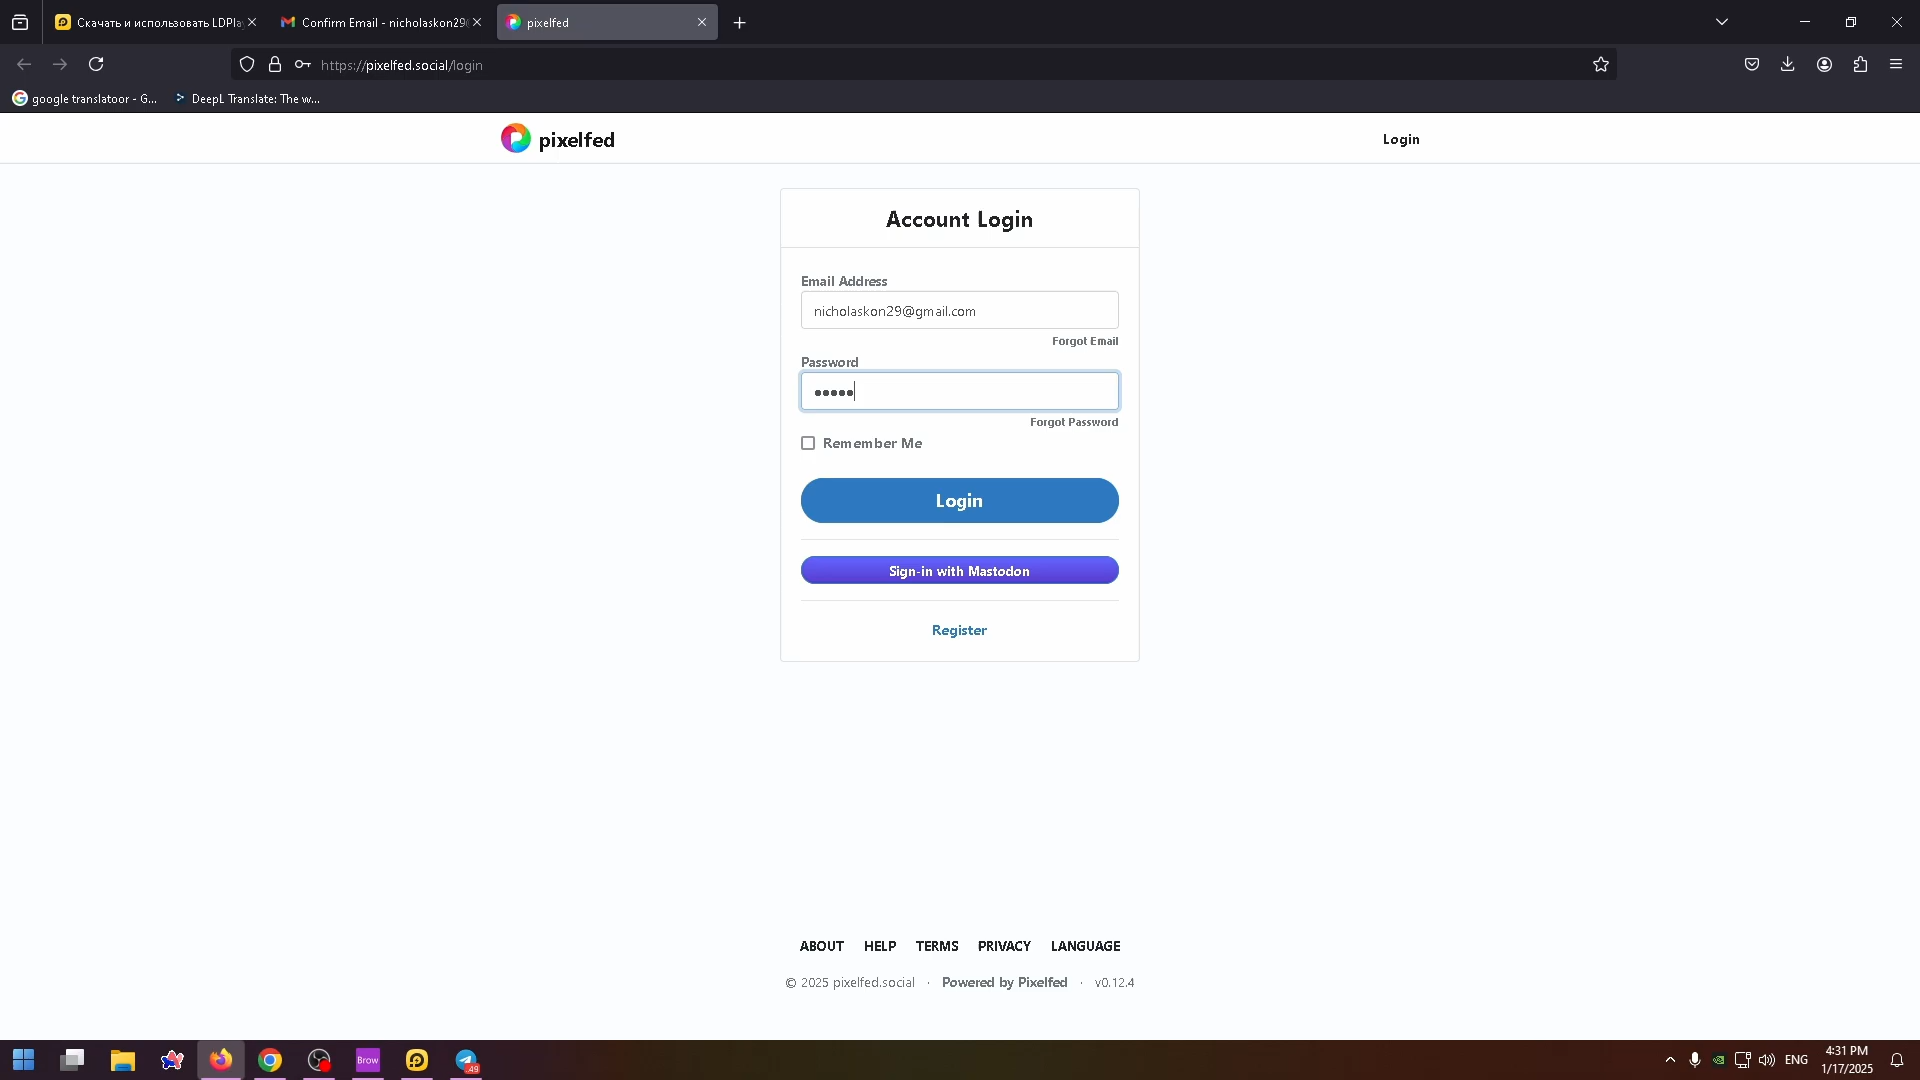 Скачать и использовать LDPla
Confirm Email - nicholaskon29
pixelfed
https://pixelfed.social/login
google translatoor - G...
DeepL Translate: The w...
pixelfed
Login
Account Login
Email Address
nicholaskon29@gmail.com
Forgot Email
Password
Forgot Password
Remember Me
Login
Sign-in with Mastodon
Register
ABOUT HELP TERMS PRIVACY LANGUAGE
© 2025 pixelfed.social · Powered by Pixelfed · v0.12.4
Brow
49
ENG
4:31 PM
1/17/2025